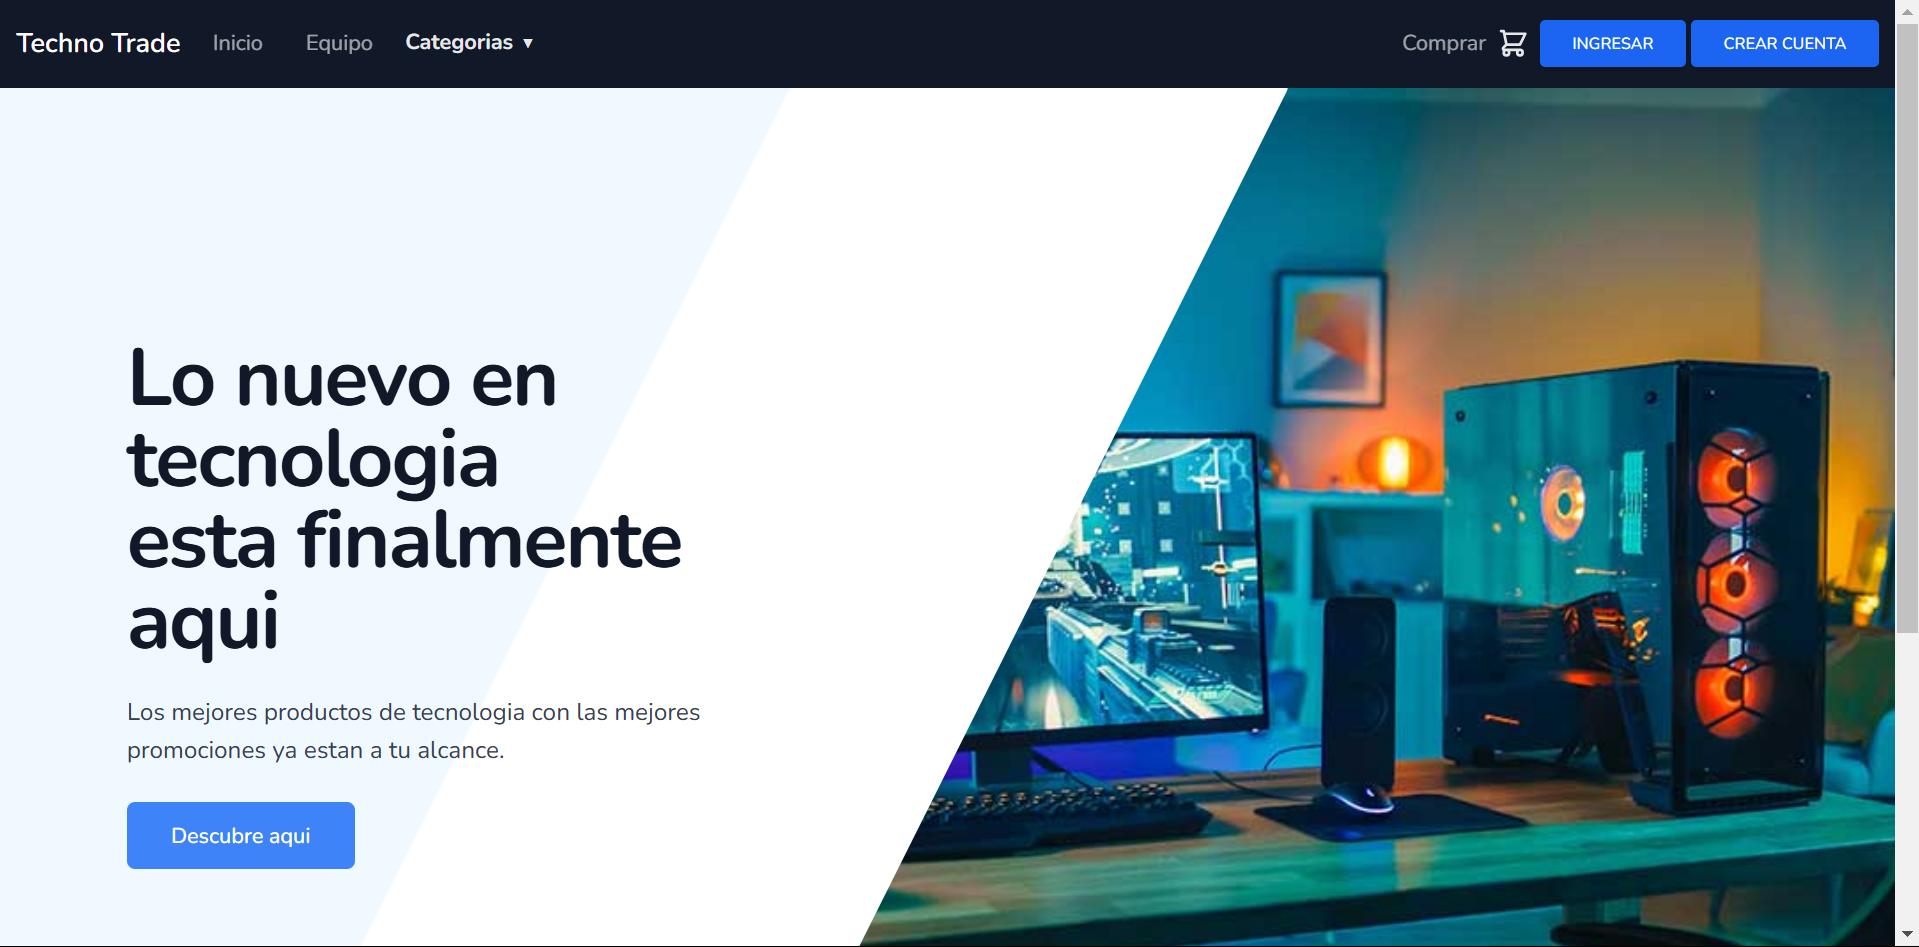 Techno Trade Inicio Equipo Categorias ▼ Comprar INGRESAR CREAR CUENTA
Lo nuevo en
tecnologia
esta finalmente
aqui
Los mejores productos de tecnologia con las mejores
promociones ya estan a tu alcance.
Descubre aqui